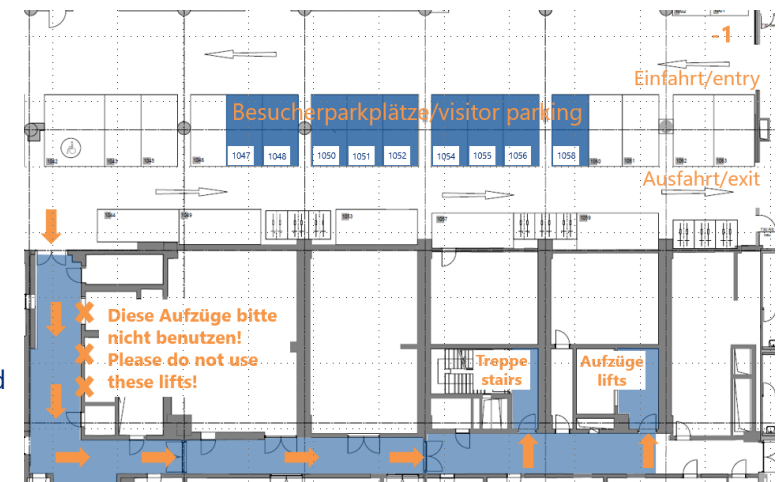 -1
Einfahrt/entry
Besucherparkplätze/visitor parking
1047 1048 1050 1051 1052 1054 1055 1056 1058
Ausfahrt/exit
Diese Aufzüge bitte
nicht benutzen!
Please do not use
these lifts!
Treppe
stairs
Aufzüge
lifts
d